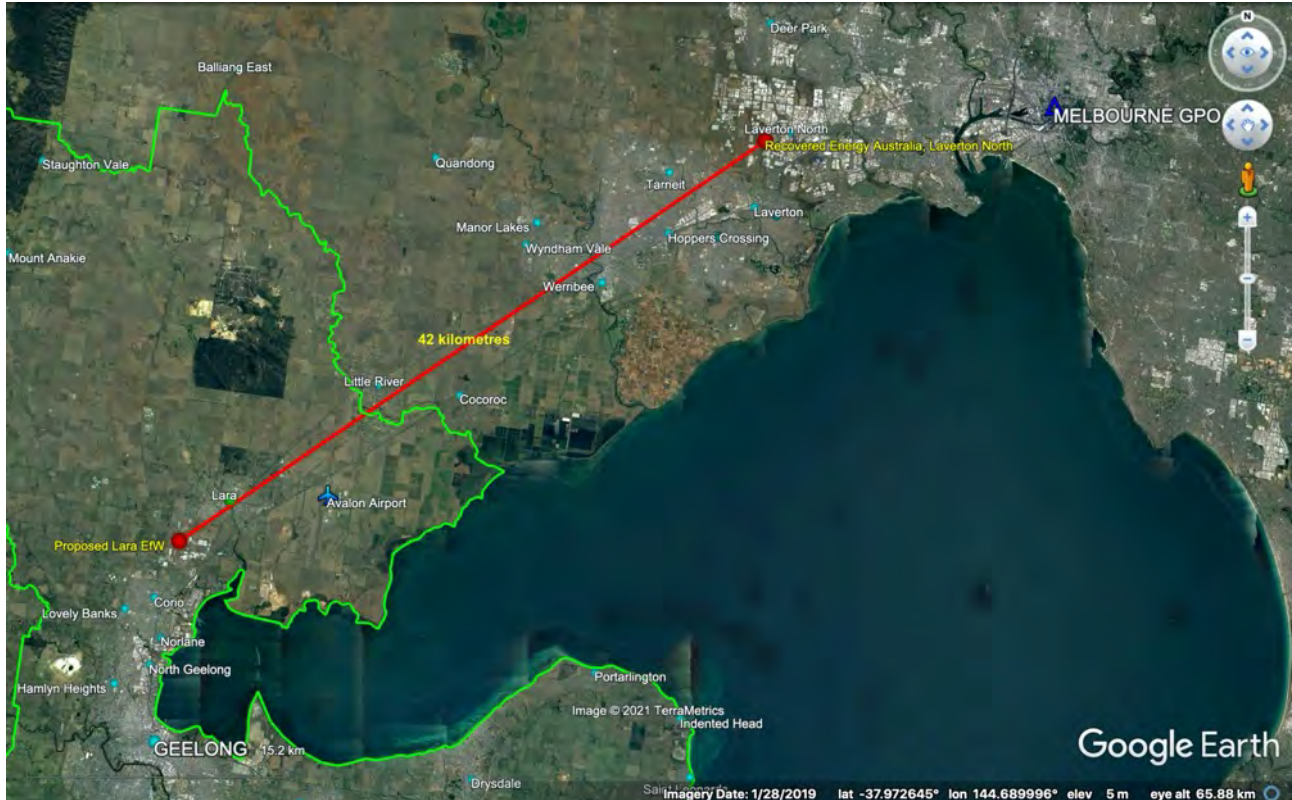 Deer Park
N
Balliang East
MELBOURNE GPO
Laverton North
Recovered Energy Australia, Laverton North
Staughton Vale
Quandong
Tarneit
Laverton
Manor Lakes
Hoppers Crossing
Wyndham Vale
Mount Anakie
Werribee
42 kilometres
Little River
Cocoroc
Lara
Avalon Airport
Proposed Lara EfW
Corio
Lovely Banks
Norlane
North Geelong
Portarlington
Hamlyn Heights
Image © 2021 TerraMetrics
Indented Head
GEELONG 15.2 km
Google Earth
Drysdale
Saint Leonards
Imagery Date: 1/28/2019 lat -37.972645° lon 144.689996° elev 5 m eye alt 65.88 km